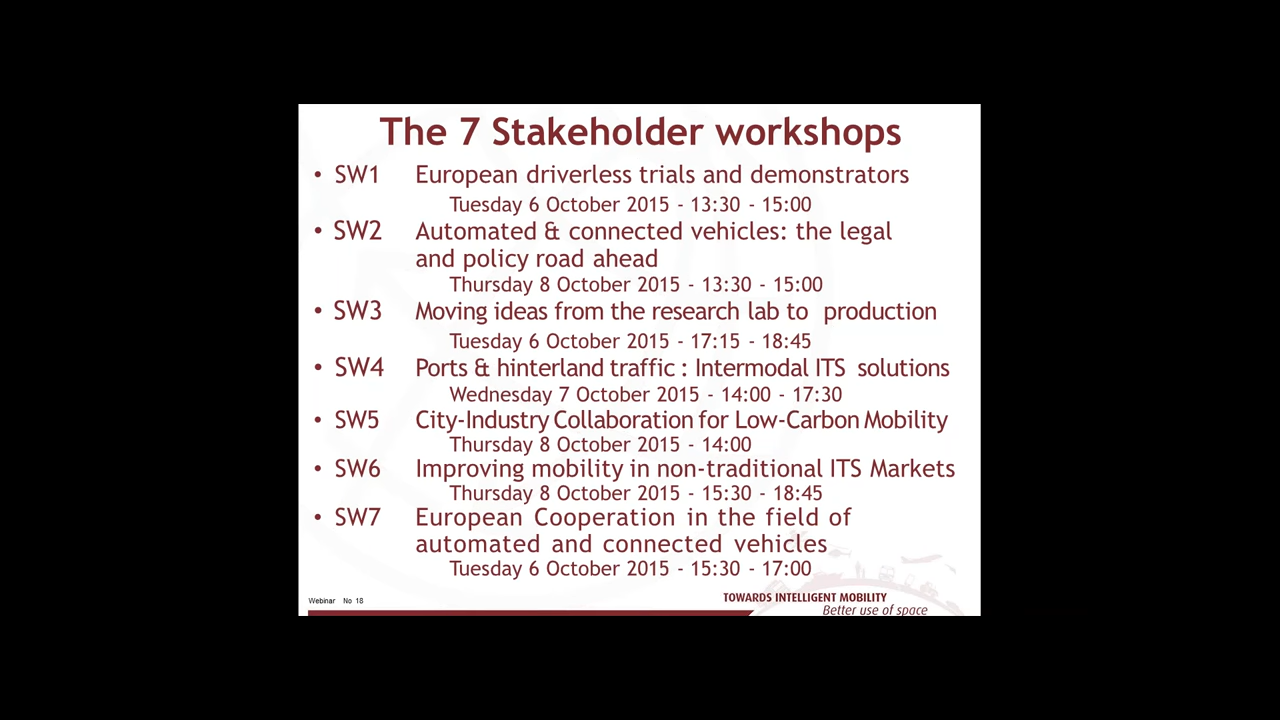 The 7 Stakeholder workshops
• SW1 European driverless trials and demonstrators
Tuesday 6 October 2015 - 13:30 - 15:00
• SW2 Automated & connected vehicles: the legal
and policy road ahead
Thursday 8 October 2015 - 13:30 - 15:00
• SW3 Moving ideas from the research lab to production
Tuesday 6 October 2015 - 17:15 - 18:45
• SW4 Ports & hinterland traffic : Intermodal ITS solutions
Wednesday 7 October 2015 - 14:00 - 17:30
• SW5 City-Industry Collaboration for Low-Carbon Mobility
Thursday 8 October 2015 - 14:00
• SW6 Improving mobility in non-traditional ITS Markets
Thursday 8 October 2015 - 15:30 - 18:45
• SW7 European Cooperation in the field of
automated and connected vehicles
Tuesday 6 October 2015 - 15:30 - 17:00
Webinar No 18
TOWARDS INTELLIGENT MOBILITY
Better use of space